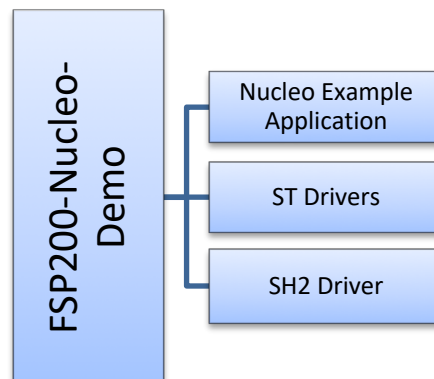 FSP200-Nucleo-
Demo
Nucleo Example
Application
ST Drivers
SH2 Driver